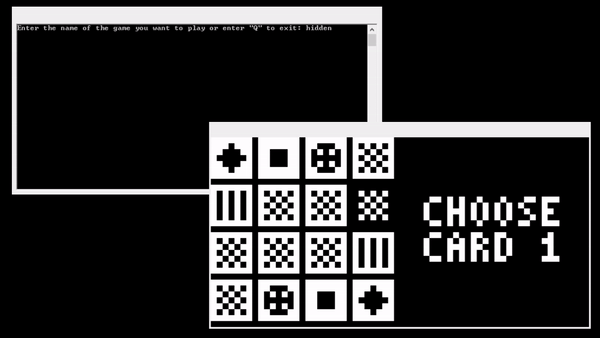 Enter the name of the game you want to play or enter "Q" to exit: hidden
CHOOSE
CARD 1